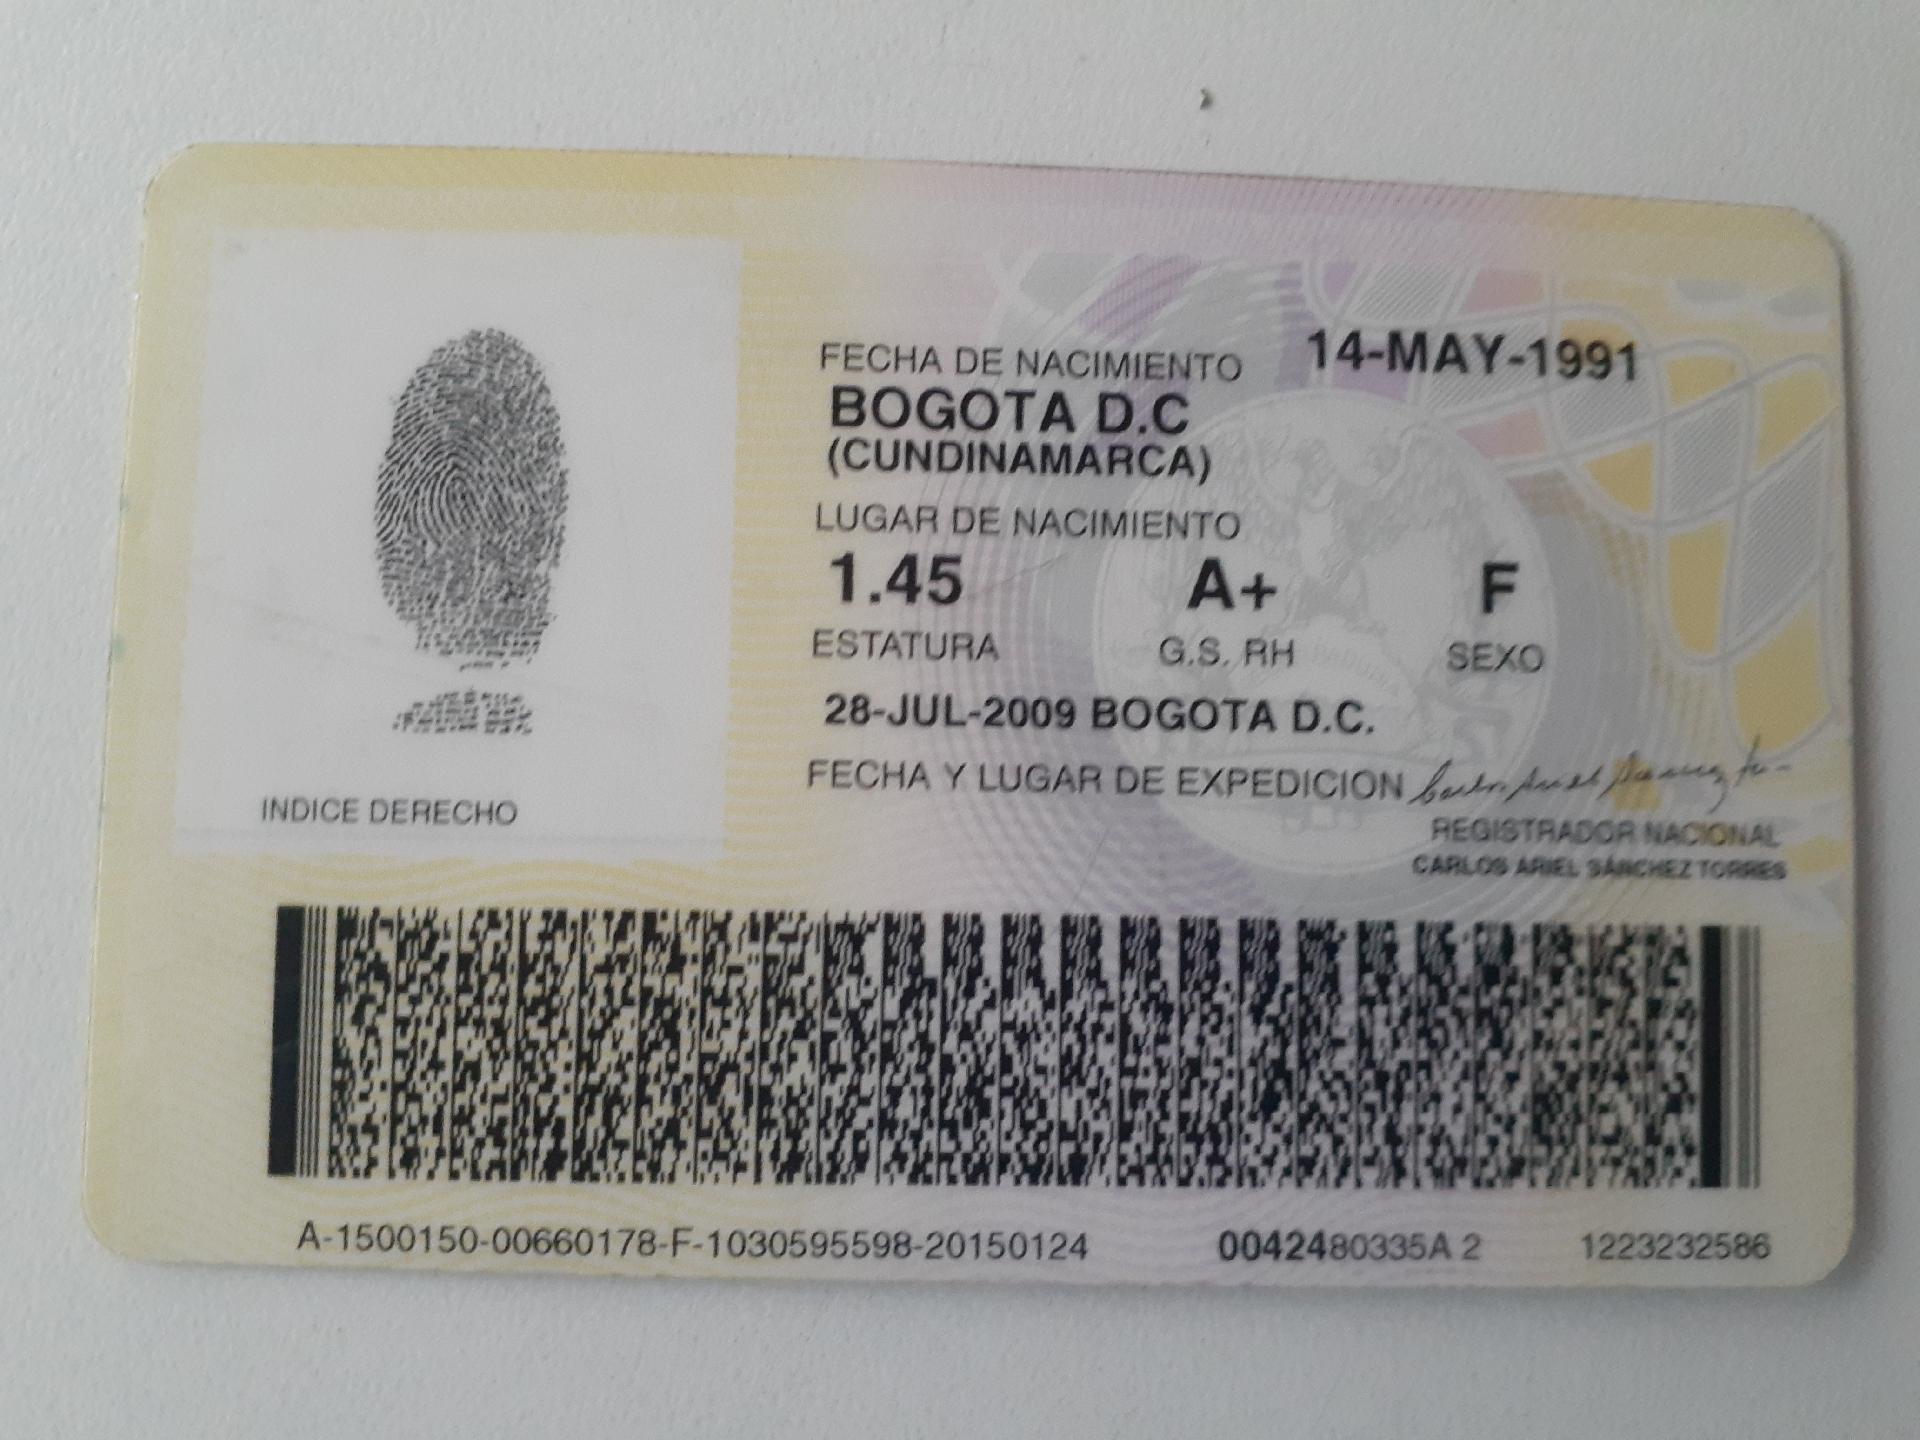 FECHA DE NACIMIENTO 14-MAY-1991
BOGOTA D.C
(CUNDINAMARCA)
LUGAR DE NACIMIENTO
1.45 A+ F
ESTATURA G.S. RH SEXO
28-JUL-2009 BOGOTA D.C.
FECHA Y LUGAR DE EXPEDICION
REGISTRADOR NACIONAL
CARLOS ARIEL SÁNCHEZ TORRES
INDICE DERECHO
A-1500150-00660178-F-1030595598-20150124 0042480335A 2 1223232586